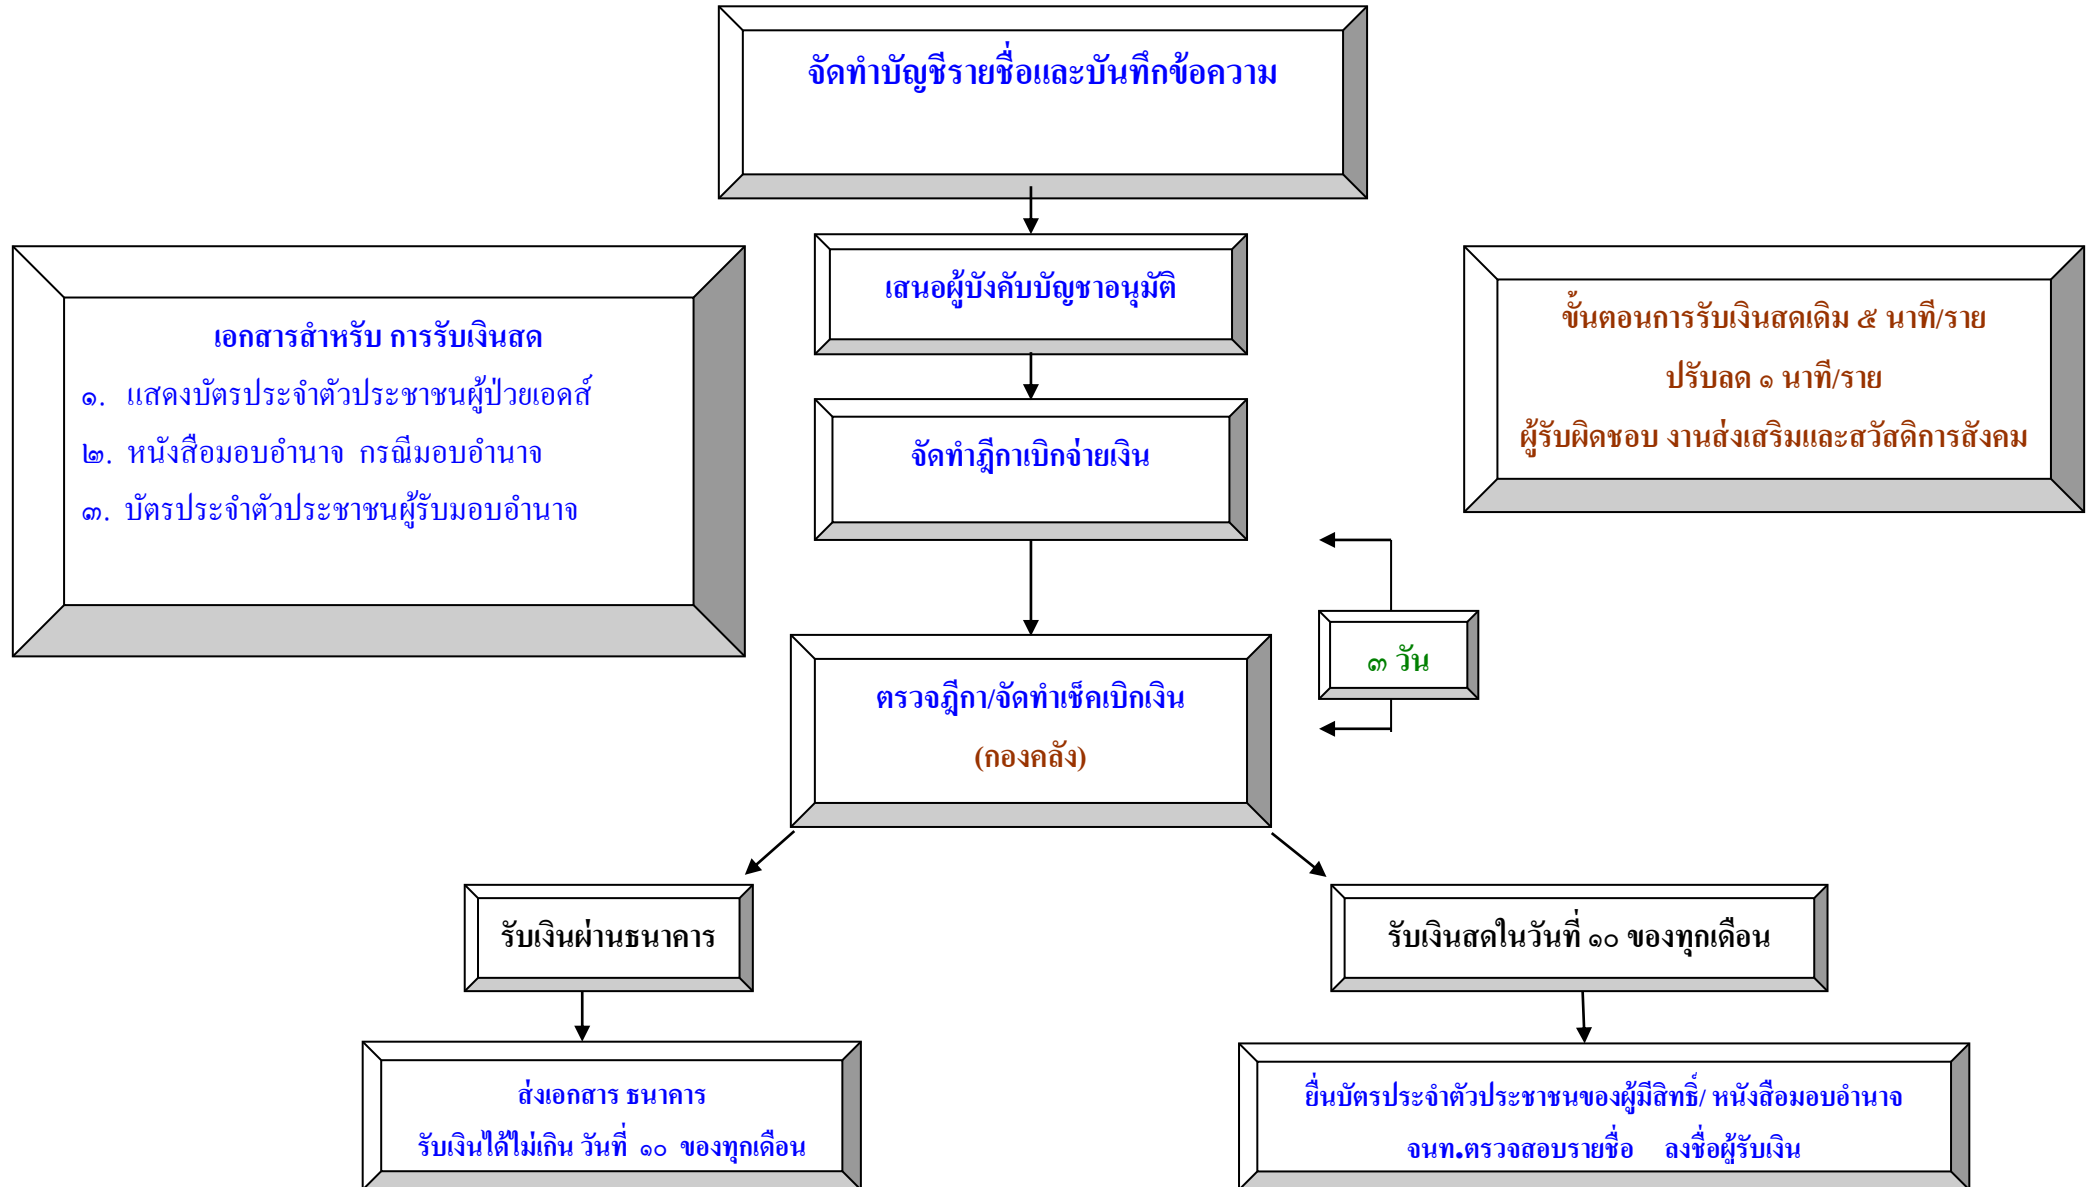 จัดทำบัญชีรายชื่อและบันทึกข้อความ
เสนอผู้บังคับบัญชาอนุมัติ
เอกสารสำหรับ การรับเงินสด
๑. แสดงบัตรประจำตัวประชาชนผู้ป่วยเอดส์
๒. หนังสือมอบอำนาจ กรณีมอบอำนาจ
๓. บัตรประจำตัวประชาชนผู้รับมอบอำนาจ
ขั้นตอนการรับเงินสดเดิม ๕ นาที/ราย
ปรับลด ๑ นาที/ราย
ผู้รับผิดชอบ งานส่งเสริมและสวัสดิการสังคม
จัดทำฎีกาเบิกจ่ายเงิน
๓ วัน
ตรวจฎีกา/จัดทำเช็คเบิกเงิน
(กองคลัง)
รับเงินผ่านธนาคาร
รับเงินสดในวันที่ ๑๐ ของทุกเดือน
ส่งเอกสาร ธนาคาร
รับเงินได้ไม่เกิน วันที่ ๑๐ ของทุกเดือน
ยื่นบัตรประจำตัวประชาชนของผู้มีสิทธิ์/ หนังสือมอบอำนาจ
จนท.ตรวจสอบรายชื่อ ลงชื่อผู้รับเงิน